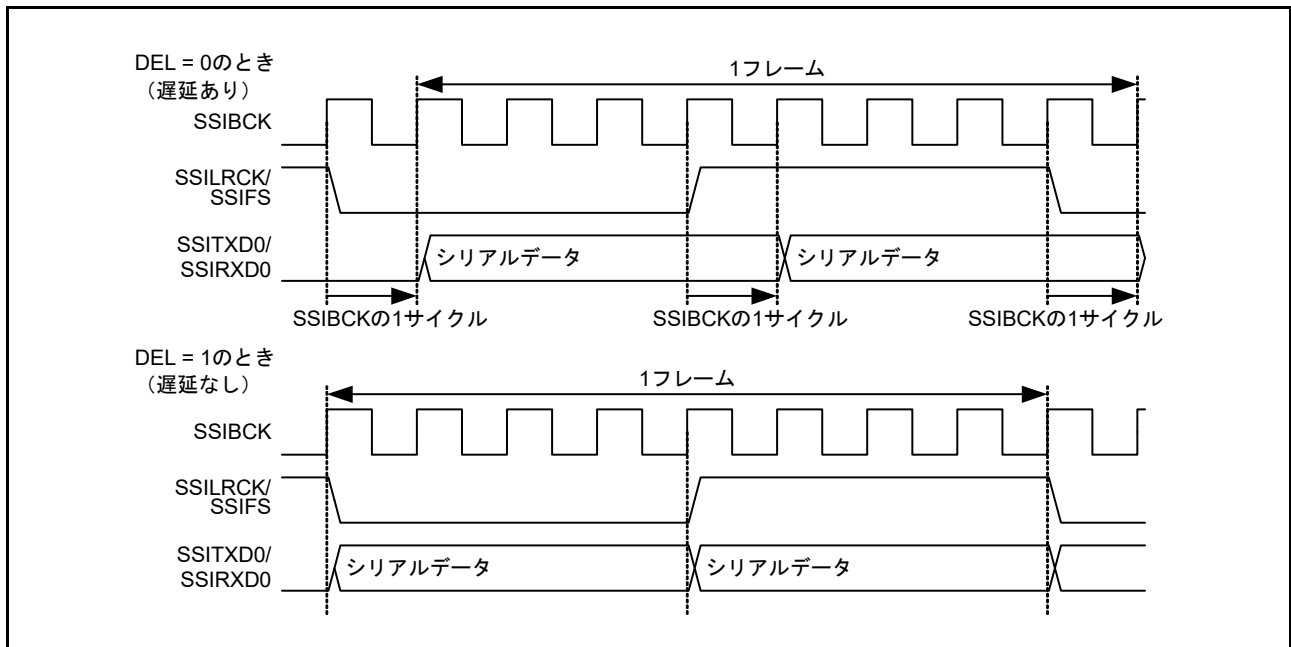 DEL = 0のとき
（遅延あり）
1フレーム
SSIBCK
SSILRCK/
SSIFS
SSITXD0/
SSIRXD0
シリアルデータ
シリアルデータ
SSIBCKの1サイクル
SSIBCKの1サイクル
SSIBCKの1サイクル
DEL = 1のとき
（遅延なし）
1フレーム
SSIBCK
SSILRCK/
SSIFS
SSITXD0/
SSIRXD0
シリアルデータ
シリアルデータ